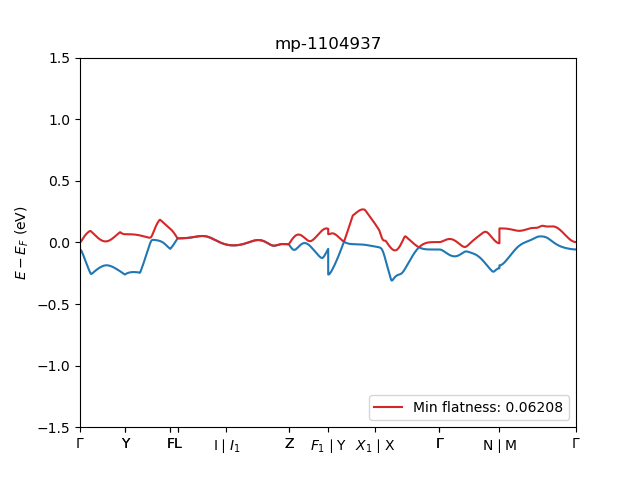 mp-1104937
1.5
1.0
0.5
0.0
−0.5
−1.0
−1.5
E − E_F (eV)
Min flatness: 0.06208
Γ Y FL I | I₁ Z F₁ | Y X₁ | X Γ N | M Γ